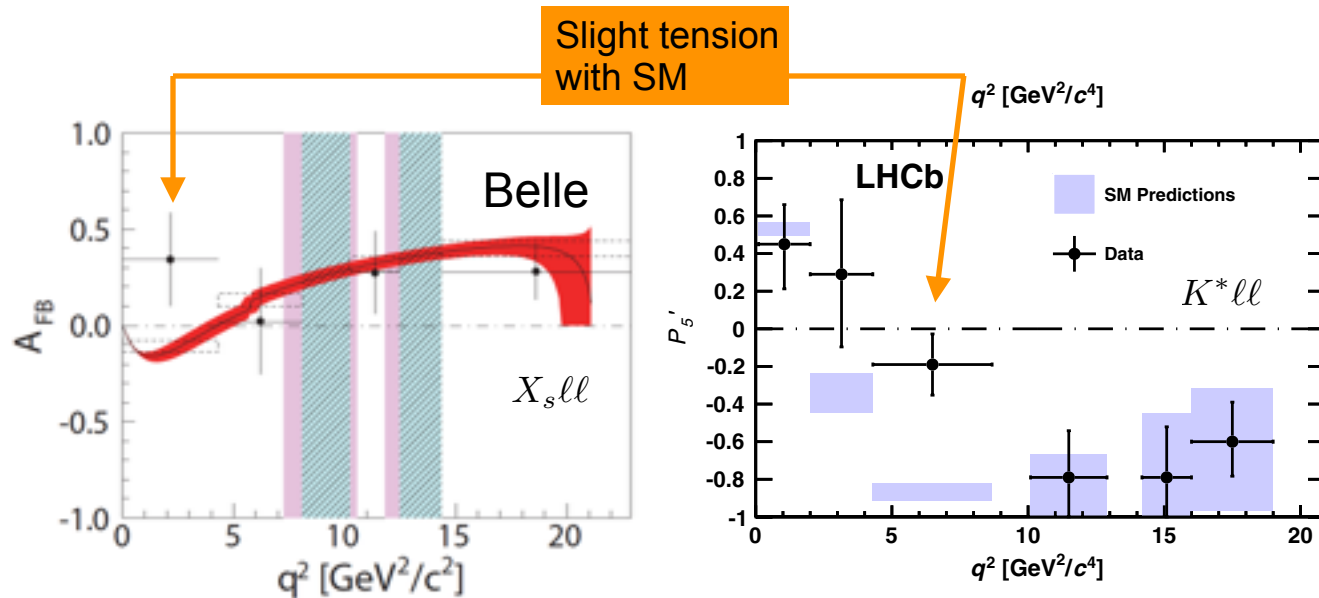 Slight tension
with SM
q² [GeV²/c⁴]
1.0
0.5
0.0
-0.5
-1.0
A_FB
Belle
X_sℓℓ
0 5 10 15 20
q² [GeV²/c²]
1
0.8
0.6
0.4
0.2
0
-0.2
-0.4
-0.6
-0.8
-1
P₅'
LHCb
SM Predictions
Data
K*ℓℓ
0 5 10 15 20
q² [GeV²/c⁴]